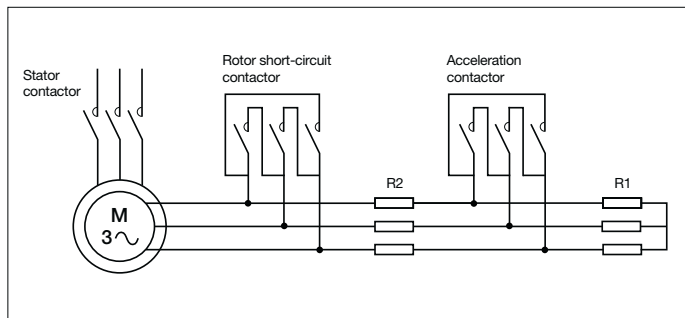 Stator
contactor
Rotor short-circuit
contactor
Acceleration
contactor
R2
R1
M
3